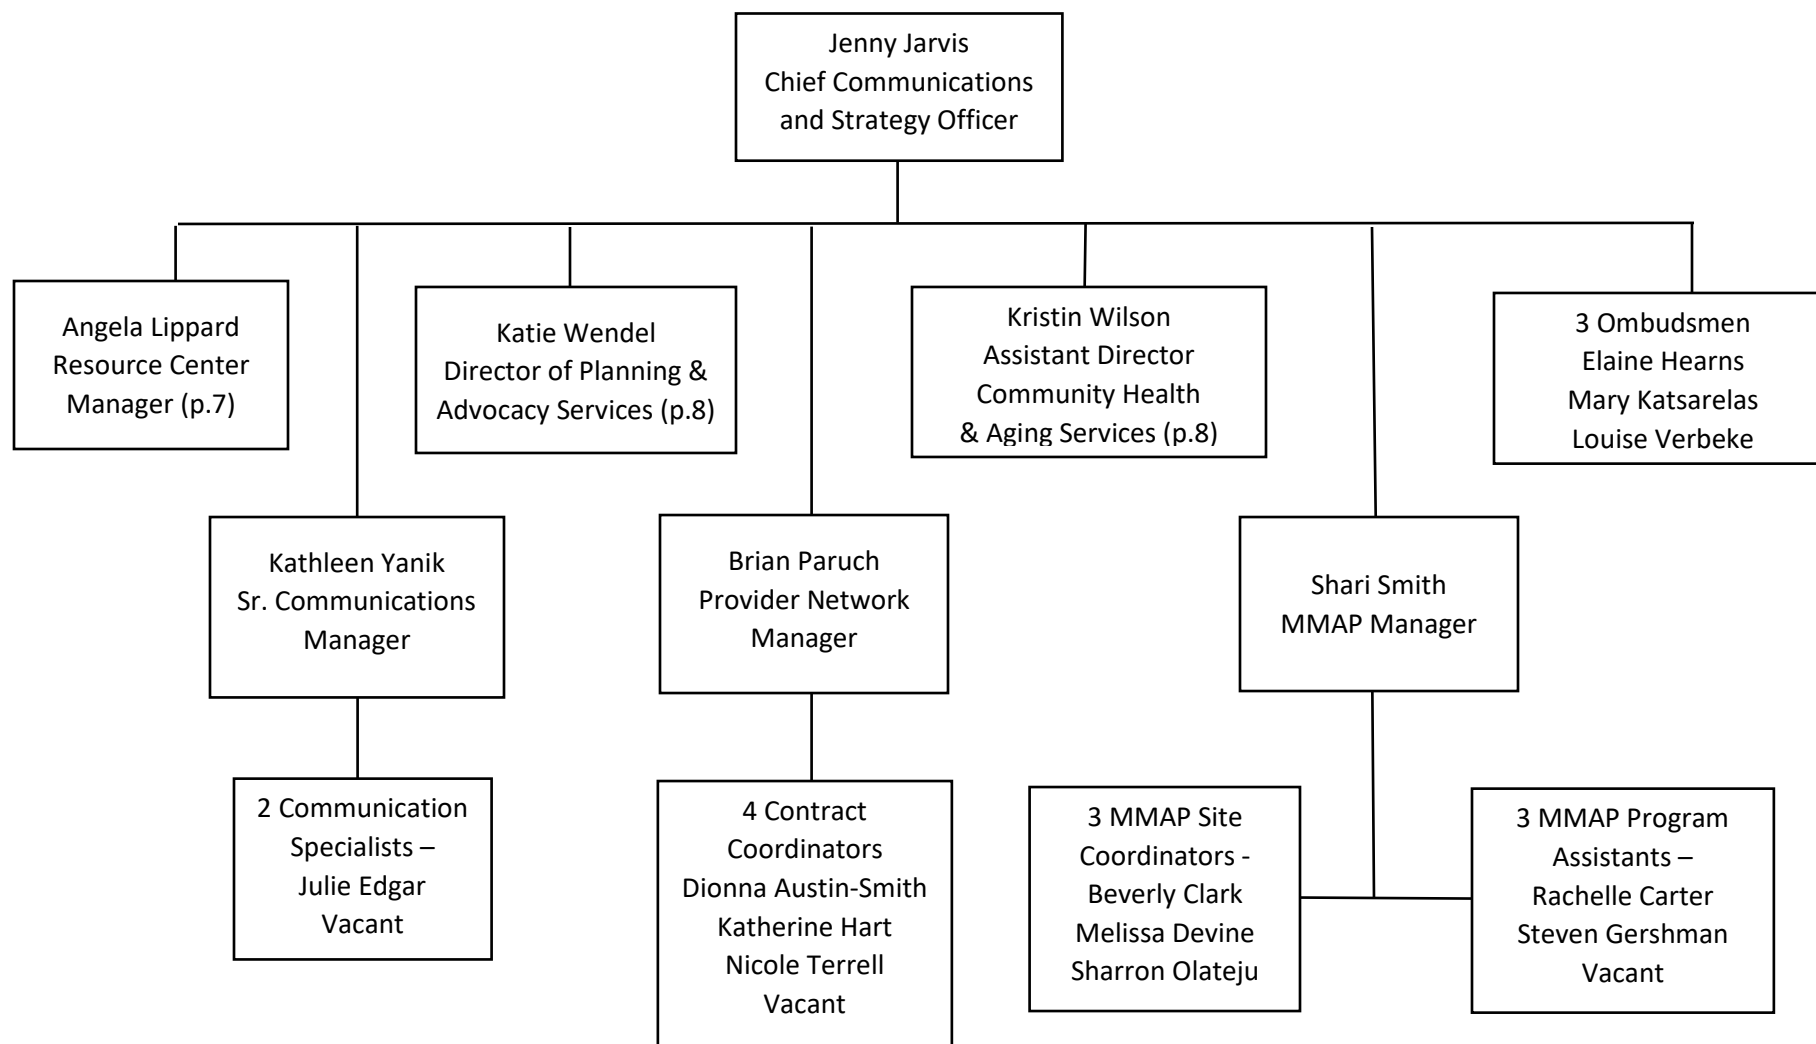 Jenny Jarvis
Chief Communications
and Strategy Officer
Angela Lippard
Resource Center
Manager (p.7)
Katie Wendel
Director of Planning &
Advocacy Services (p.8)
Kristin Wilson
Assistant Director
Community Health
& Aging Services (p.8)
3 Ombudsmen
Elaine Hearns
Mary Katsarelas
Louise Verbeke
Kathleen Yanik
Sr. Communications
Manager
Brian Paruch
Provider Network
Manager
Shari Smith
MMAP Manager
2 Communication
Specialists –
Julie Edgar
Vacant
4 Contract
Coordinators
Dionna Austin-Smith
Katherine Hart
Nicole Terrell
Vacant
3 MMAP Site
Coordinators -
Beverly Clark
Melissa Devine
Sharron Olateju
3 MMAP Program
Assistants –
Rachelle Carter
Steven Gershman
Vacant